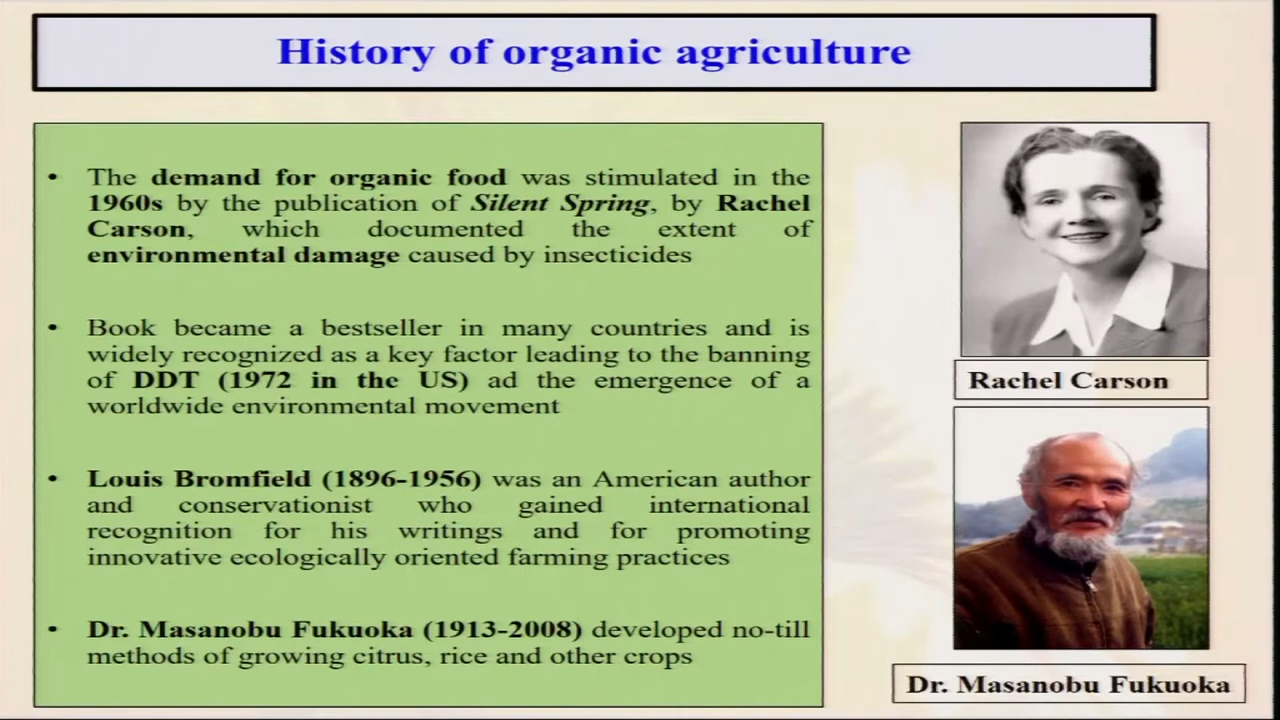 History of organic agriculture
• The demand for organic food was stimulated in the
1960s by the publication of Silent Spring, by Rachel
Carson, which documented the extent of
environmental damage caused by insecticides
• Book became a bestseller in many countries and is
widely recognized as a key factor leading to the banning
of DDT (1972 in the US) ad the emergence of a
worldwide environmental movement
• Louis Bromfield (1896-1956) was an American author
and conservationist who gained international
recognition for his writings and for promoting
innovative ecologically oriented farming practices
• Dr. Masanobu Fukuoka (1913-2008) developed no-till
methods of growing citrus, rice and other crops
Rachel Carson
Dr. Masanobu Fukuoka